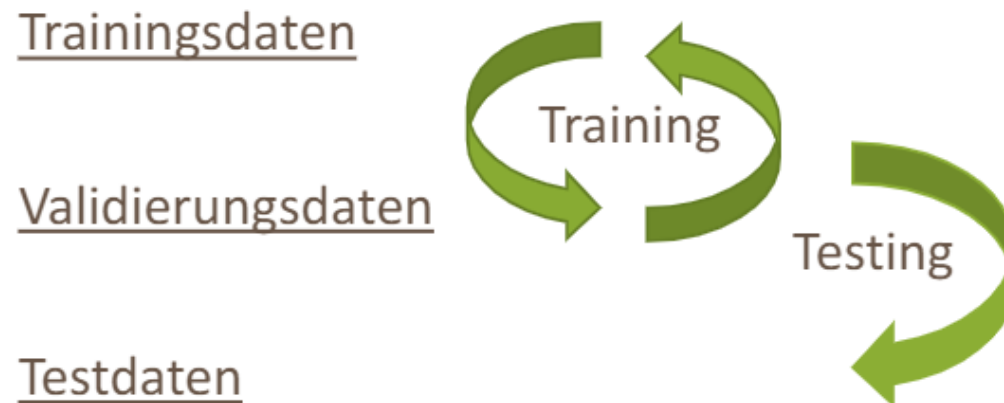 Trainingsdaten
Training
Validierungsdaten
Testing
Testdaten